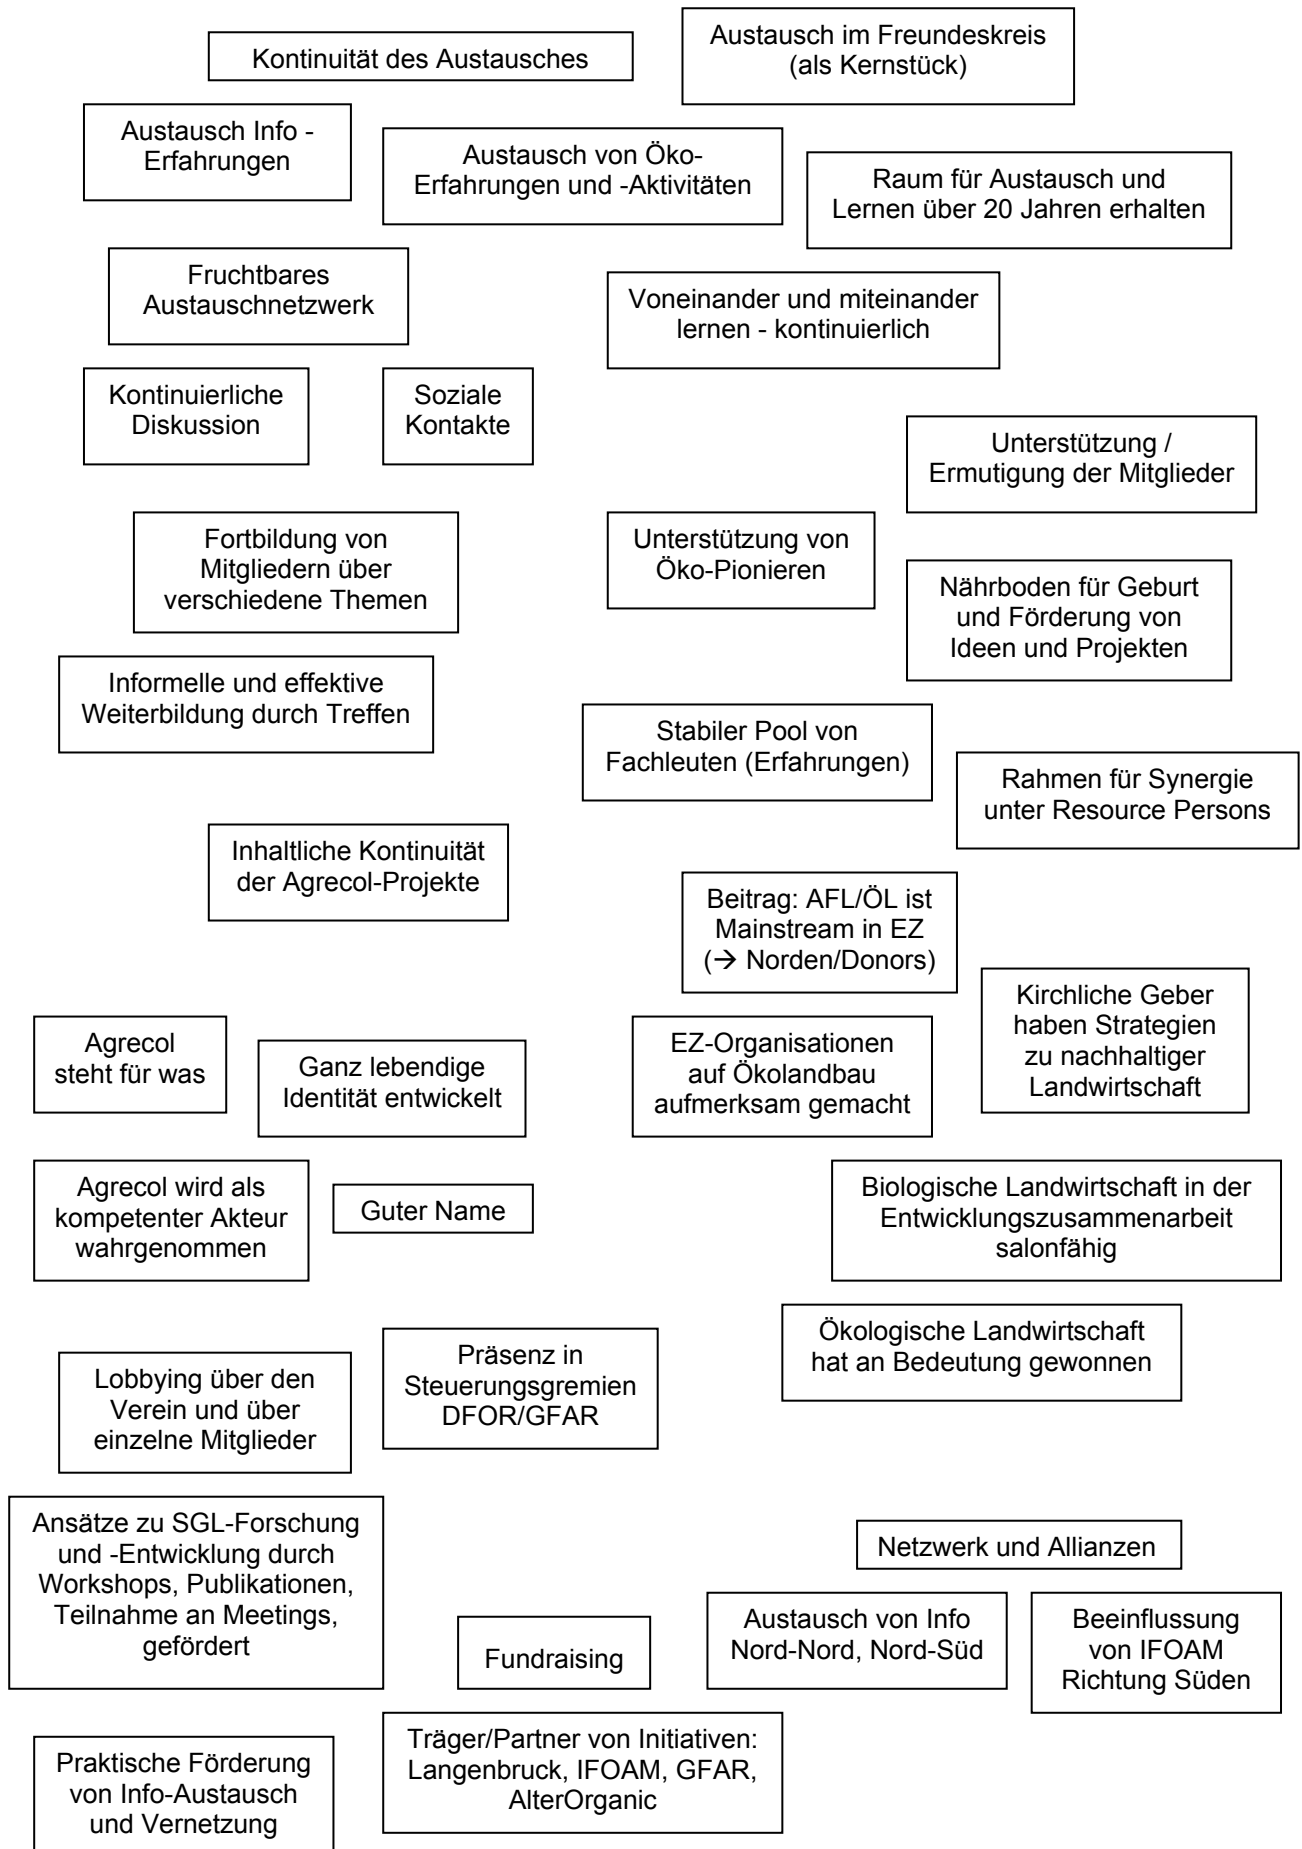 Kontinuität des Austausches
Austausch im Freundeskreis
(als Kernstück)
Austausch Info -
Erfahrungen
Austausch von Öko-
Erfahrungen und -Aktivitäten
Raum für Austausch und
Lernen über 20 Jahren erhalten
Fruchtbares
Austauschnetzwerk
Voneinander und miteinander
lernen - kontinuierlich
Kontinuierliche
Diskussion
Soziale
Kontakte
Unterstützung /
Ermutigung der Mitglieder
Fortbildung von
Mitgliedern über
verschiedene Themen
Unterstützung von
Öko-Pionieren
Nährboden für Geburt
und Förderung von
Ideen und Projekten
Informelle und effektive
Weiterbildung durch Treffen
Stabiler Pool von
Fachleuten (Erfahrungen)
Rahmen für Synergie
unter Resource Persons
Inhaltliche Kontinuität
der Agrecol-Projekte
Beitrag: AFL/ÖL ist
Mainstream in EZ
(→ Norden/Donors)
Kirchliche Geber
haben Strategien
zu nachhaltiger
Landwirtschaft
Agrecol
steht für was
Ganz lebendige
Identität entwickelt
EZ-Organisationen
auf Ökolandbau
aufmerksam gemacht
Agrecol wird als
kompetenter Akteur
wahrgenommen
Guter Name
Biologische Landwirtschaft in der
Entwicklungszusammenarbeit
salonfähig
Ökologische Landwirtschaft
hat an Bedeutung gewonnen
Lobbying über den
Verein und über
einzelne Mitglieder
Präsenz in
Steuerungsgremien
DFOR/GFAR
Ansätze zu SGL-Forschung
und -Entwicklung durch
Workshops, Publikationen,
Teilnahme an Meetings,
gefördert
Netzwerk und Allianzen
Fundraising
Austausch von Info
Nord-Nord, Nord-Süd
Beeinflussung
von IFOAM
Richtung Süden
Praktische Förderung
von Info-Austausch
und Vernetzung
Träger/Partner von Initiativen:
Langenbruck, IFOAM, GFAR,
AlterOrganic